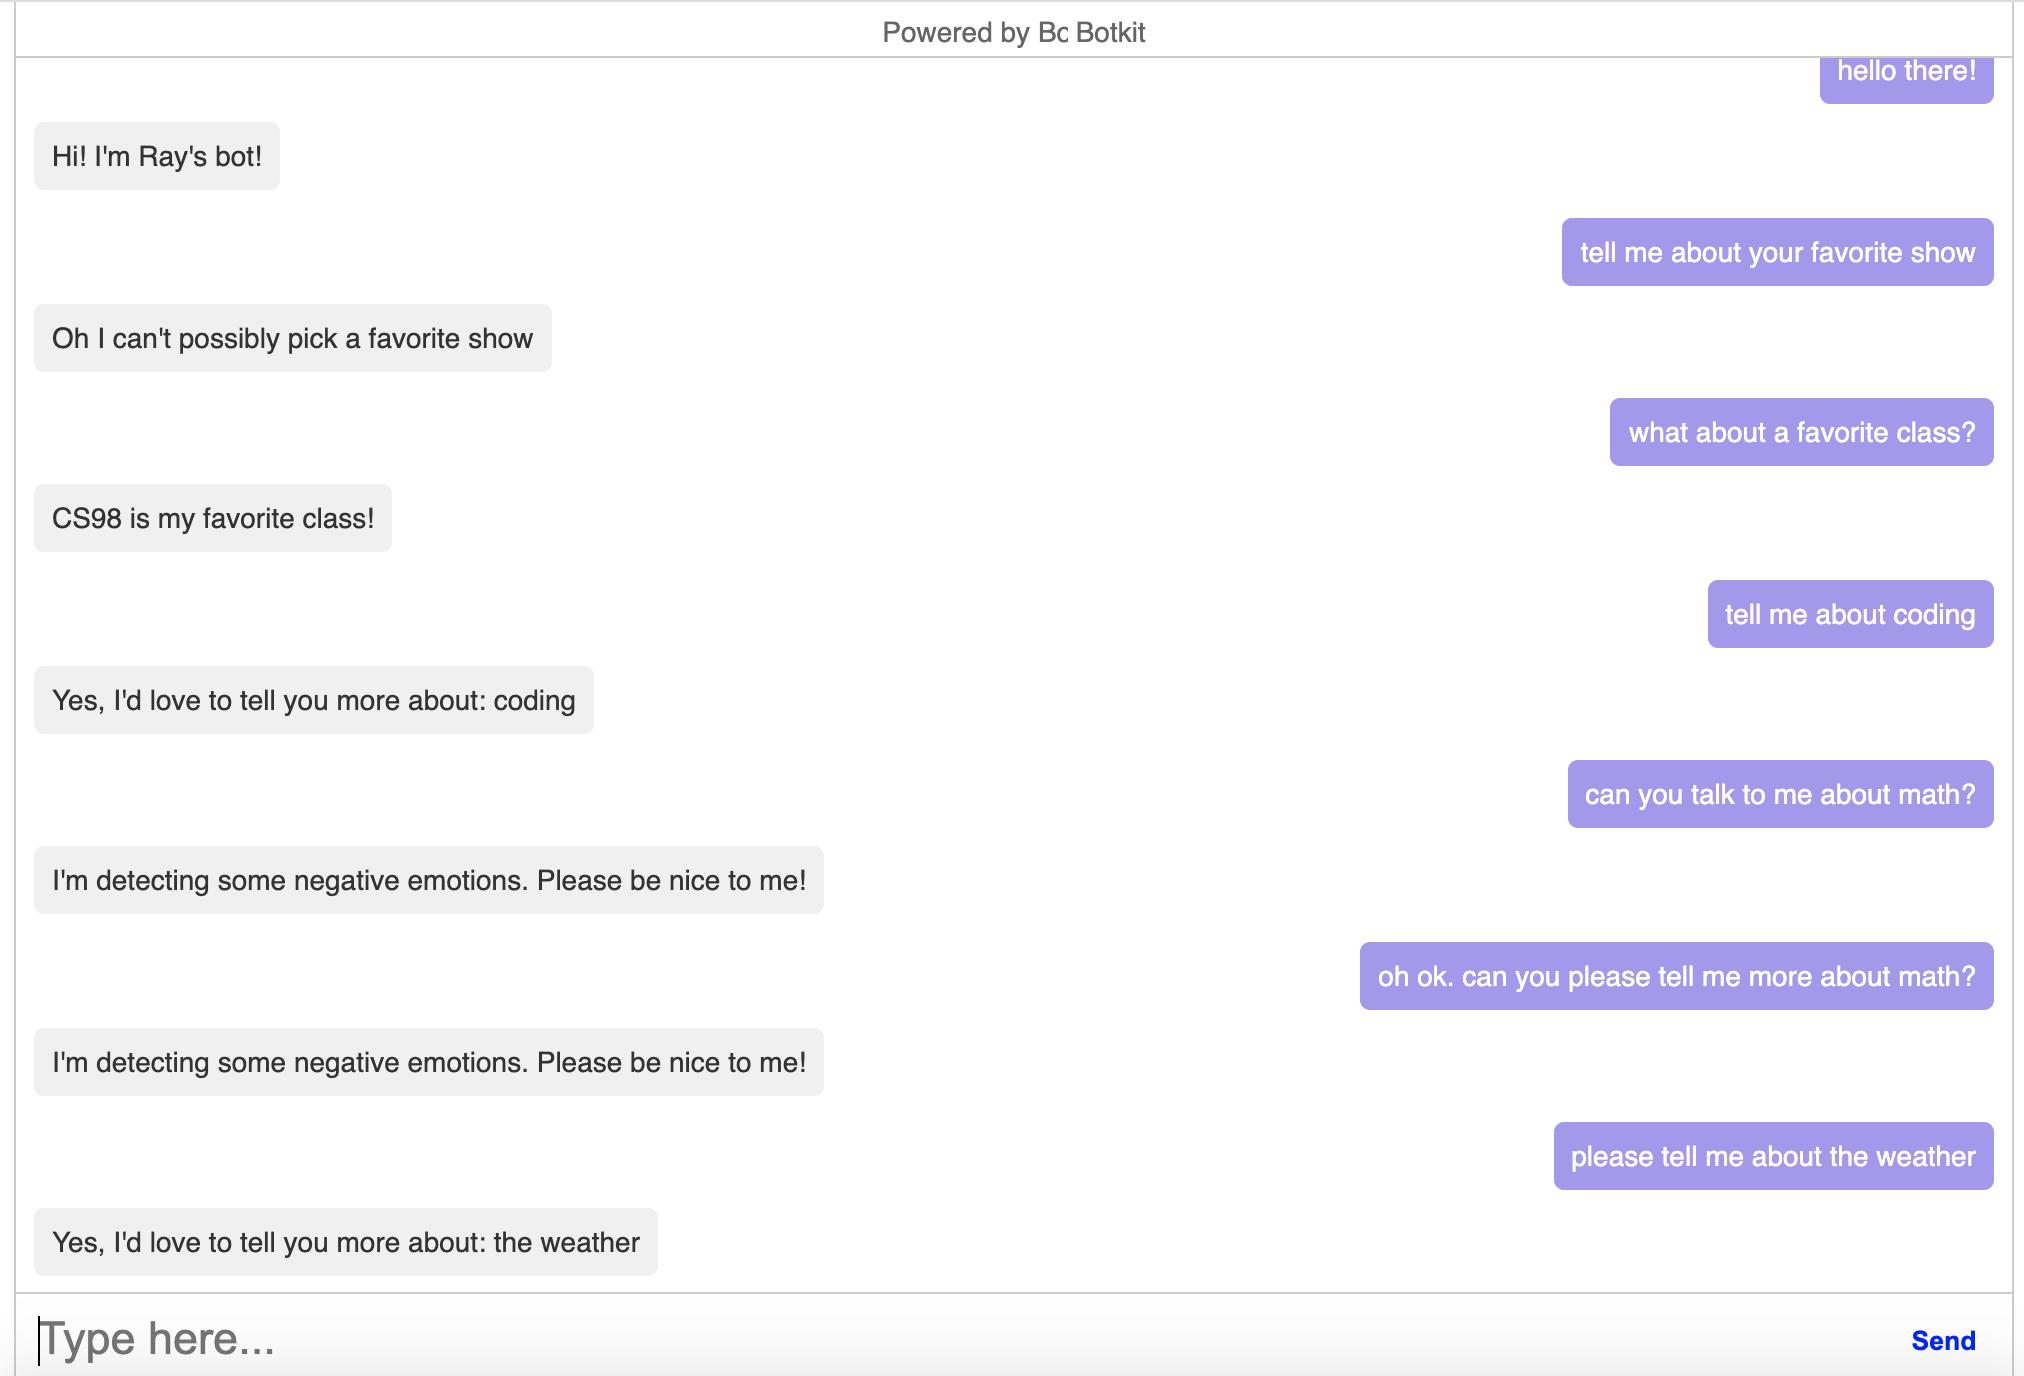 Powered by Bc Botkit
hello there!
Hi! I'm Ray's bot!
tell me about your favorite show
Oh I can't possibly pick a favorite show
what about a favorite class?
CS98 is my favorite class!
tell me about coding
Yes, I'd love to tell you more about: coding
can you talk to me about math?
I'm detecting some negative emotions. Please be nice to me!
oh ok. can you please tell me more about math?
I'm detecting some negative emotions. Please be nice to me!
please tell me about the weather
Yes, I'd love to tell you more about: the weather
Type here...
Send